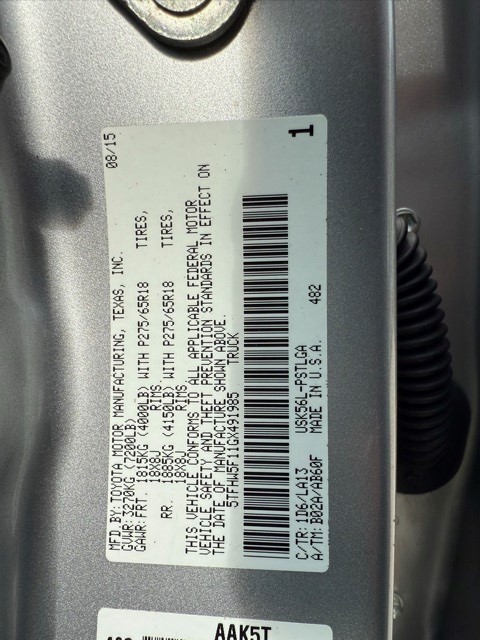 MFD. BY: TOYOTA MOTOR MANUFACTURING, TEXAS, INC. 08/15
GVWR: 3270KG (7200LB)
GAWR: FRT. 1815KG (4000LB) WITH P275/65R18 TIRES,
18X8J RIMS
RR. 1885KG (4150LB) WITH P275/65R18 TIRES,
18X8J RIMS
THIS VEHICLE CONFORMS TO ALL APPLICABLE FEDERAL MOTOR
VEHICLE SAFETY AND THEFT PREVENTION STANDARDS IN EFFECT ON
THE DATE OF MANUFACTURE SHOWN ABOVE.
5TFHW5F11GX491985 TRUCK
C/TR: 1D6/LA13 USK56L-PSTLGA
A/TM: B02A/AB60F MADE IN U.S.A. 482
1
AAK5T